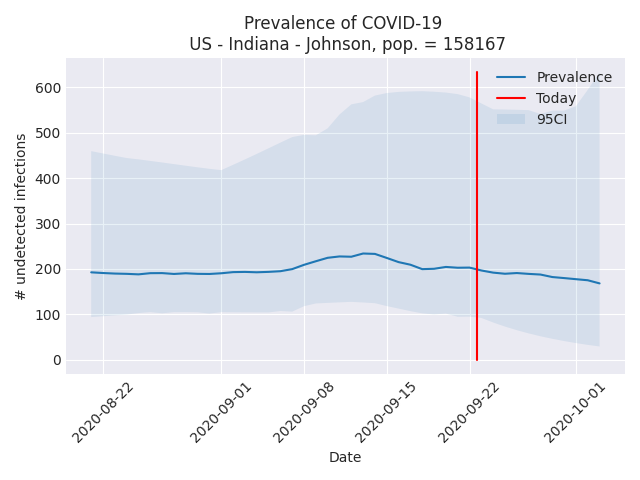 Prevalence of COVID-19
US - Indiana - Johnson, pop. = 158167
Prevalence
Today
95CI
# undetected infections
600
500
400
300
200
100
0
2020-08-22
2020-09-01
2020-09-08
2020-09-15
2020-09-22
2020-10-01
Date